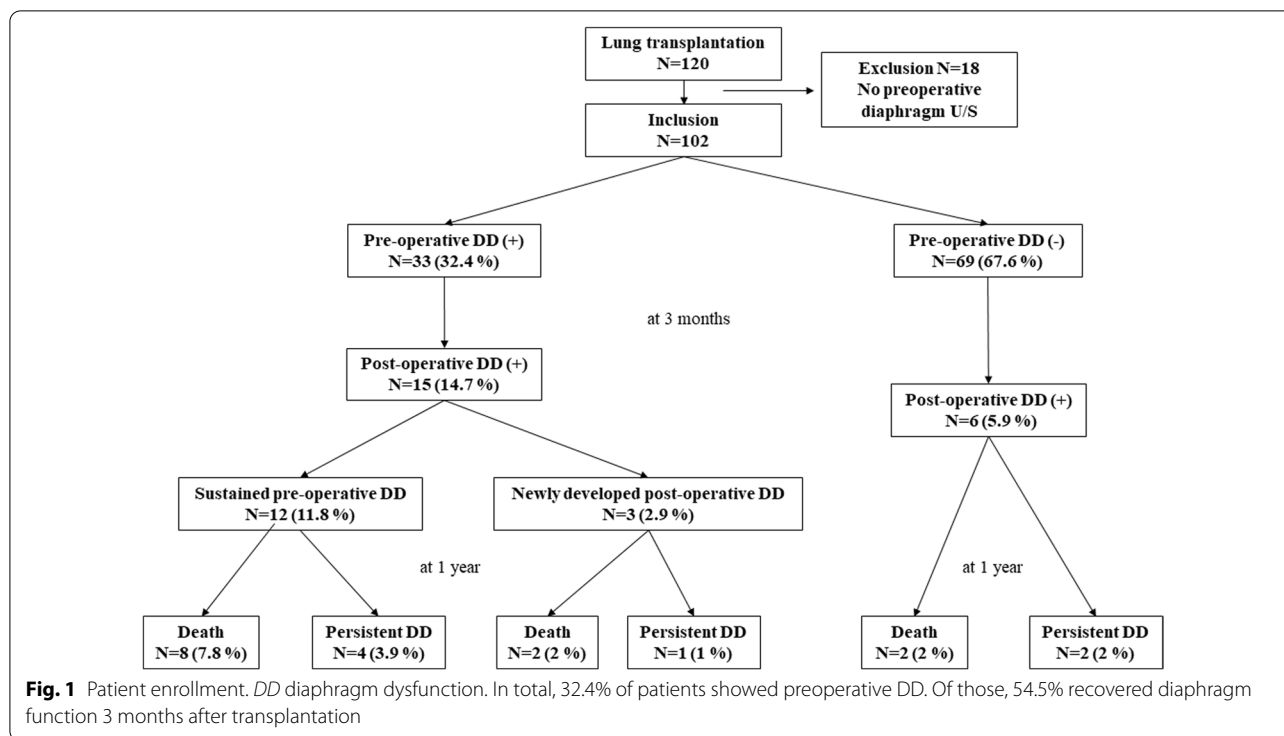 Lung transplantation
N=120
Exclusion N=18
No preoperative
diaphragm U/S
Inclusion
N=102
Pre-operative DD (+)
N=33 (32.4 %)
Pre-operative DD (-)
N=69 (67.6 %)
at 3 months
Post-operative DD (+)
N=15 (14.7 %)
Post-operative DD (+)
N=6 (5.9 %)
Sustained pre-operative DD
N=12 (11.8 %)
Newly developed post-operative DD
N=3 (2.9 %)
at 1 year
at 1 year
Death
N=8 (7.8 %)
Persistent DD
N=4 (3.9 %)
Death
N=2 (2 %)
Persistent DD
N=1 (1 %)
Death
N=2 (2 %)
Persistent DD
N=2 (2 %)
Fig. 1 Patient enrollment. DD diaphragm dysfunction. In total, 32.4% of patients showed preoperative DD. Of those, 54.5% recovered diaphragm
function 3 months after transplantation